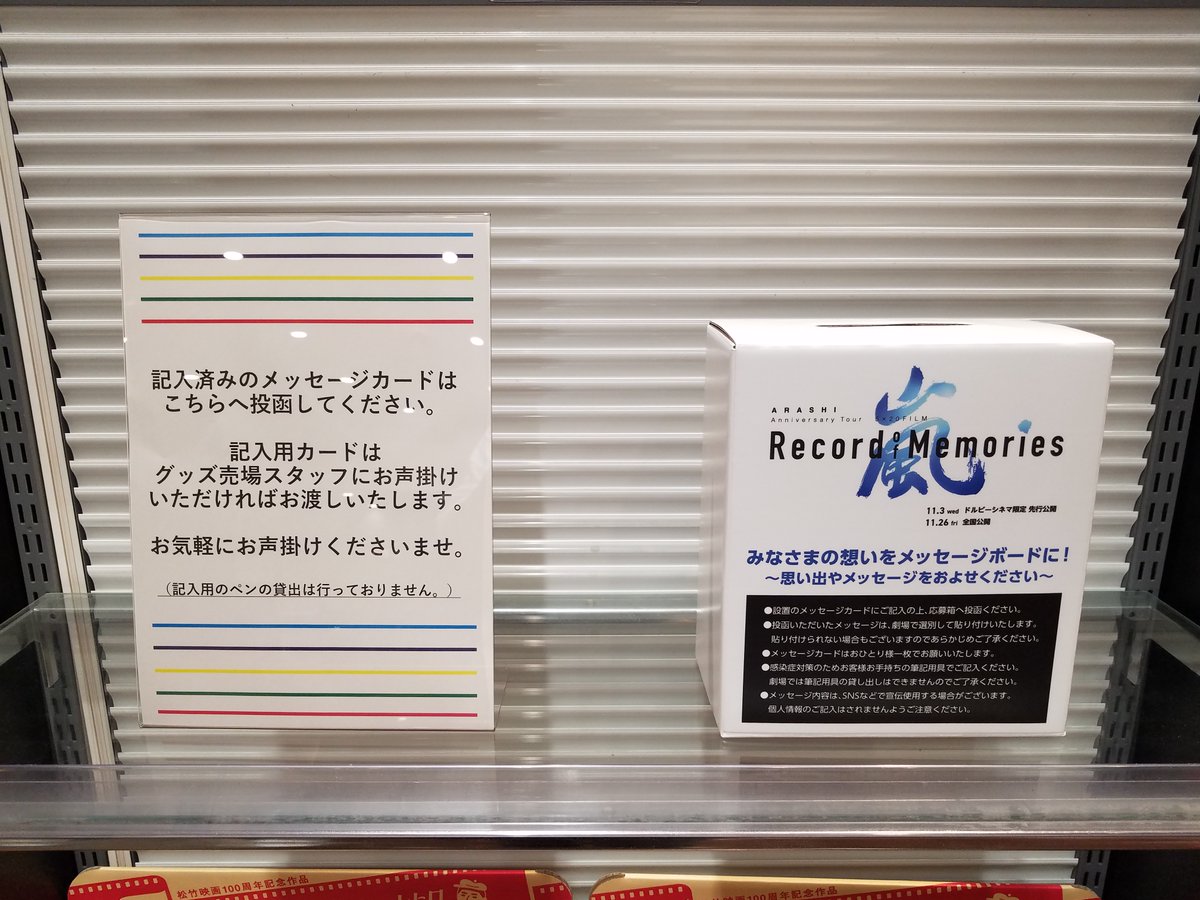 記入済みのメッセージカードは
こちらへ投函してください。
記入用カードは
グッズ売場スタッフにお声掛け
いただければお渡しいたします。
お気軽にお声掛けくださいませ。
（記入用のペンの貸出は行っておりません。）
ARASHI
Anniversary Tour 5×20 FILM
嵐
Record of Memories
11.3 wed ドルビーシネマ限定 先行公開
11.26 fri 全国公開
みなさまの想いをメッセージボードに！
～思い出やメッセージをおよせください～
●設置のメッセージカードにご記入の上、応募箱へ投函ください。
●投函いただいたメッセージは、劇場で選別して貼り付けいたします。
貼り付けられない場合もございますのであらかじめご了承ください。
●メッセージカードはおひとり様一枚でお願いいたします。
●感染症対策のためお客様お手持ちの筆記用具でご記入ください。
劇場では筆記用具の貸し出しはできませんのでご了承ください。
●メッセージ内容は、SNSなどで宣伝使用する場合がございます。
個人情報のご記入はされませんようご注意ください。
松竹映画100周年記念作品
松竹映画100周年記念作品